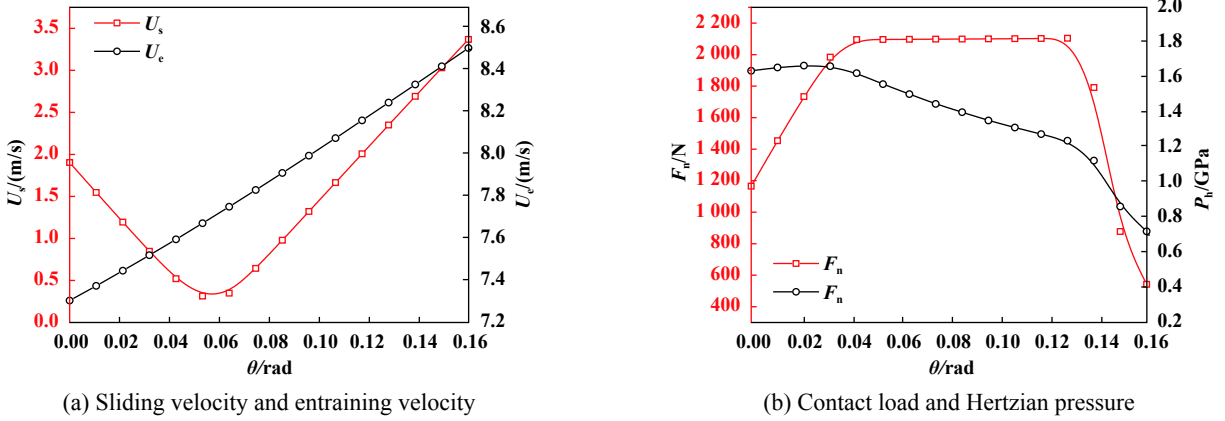 3.5
3.0
2.5
2.0
1.5
1.0
0.5
0.0
U_s/(m/s)
U_s
U_e
8.6
8.4
8.2
8.0
7.8
7.6
7.4
7.2
U_e/(m/s)
0.00 0.02 0.04 0.06 0.08 0.10 0.12 0.14 0.16
θ/rad
(a) Sliding velocity and entraining velocity
2 200
2 000
1 800
1 600
1 400
1 200
1 000
800
600
400
F_n/N
F_n
F_n
2.0
1.8
1.6
1.4
1.2
1.0
0.8
0.6
0.4
0.2
P_h/GPa
0.00 0.02 0.04 0.06 0.08 0.10 0.12 0.14 0.16
θ/rad
(b) Contact load and Hertzian pressure